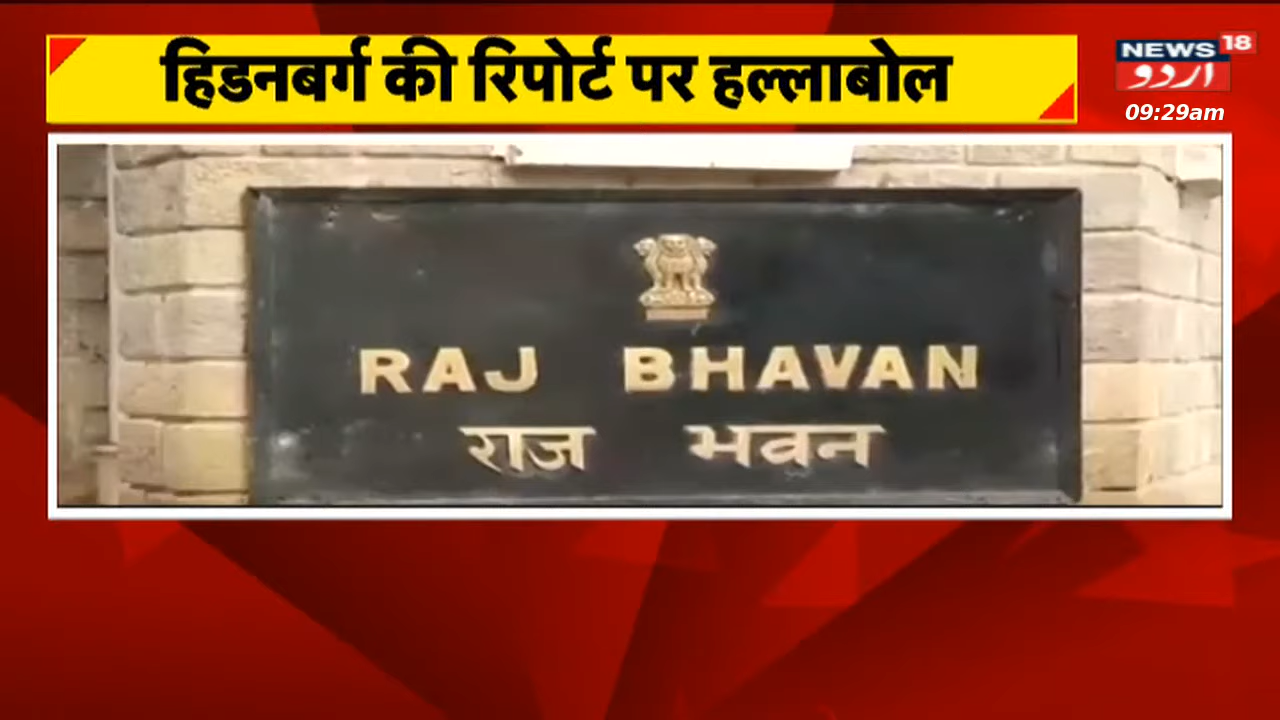 हिडनबर्ग की रिपोर्ट पर हल्लाबोल
NEWS 18
اردو
09:29am
RAJ BHAVAN
राज भवन